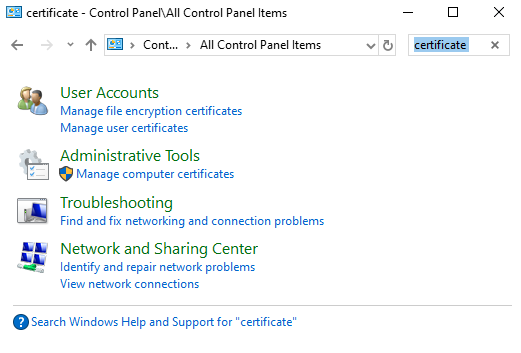 certificate - Control Panel\All Control Panel Items
Cont... > All Control Panel Items
certificate
User Accounts
Manage file encryption certificates
Manage user certificates
Administrative Tools
Manage computer certificates
Troubleshooting
Find and fix networking and connection problems
Network and Sharing Center
Identify and repair network problems
View network connections
Search Windows Help and Support for "certificate"